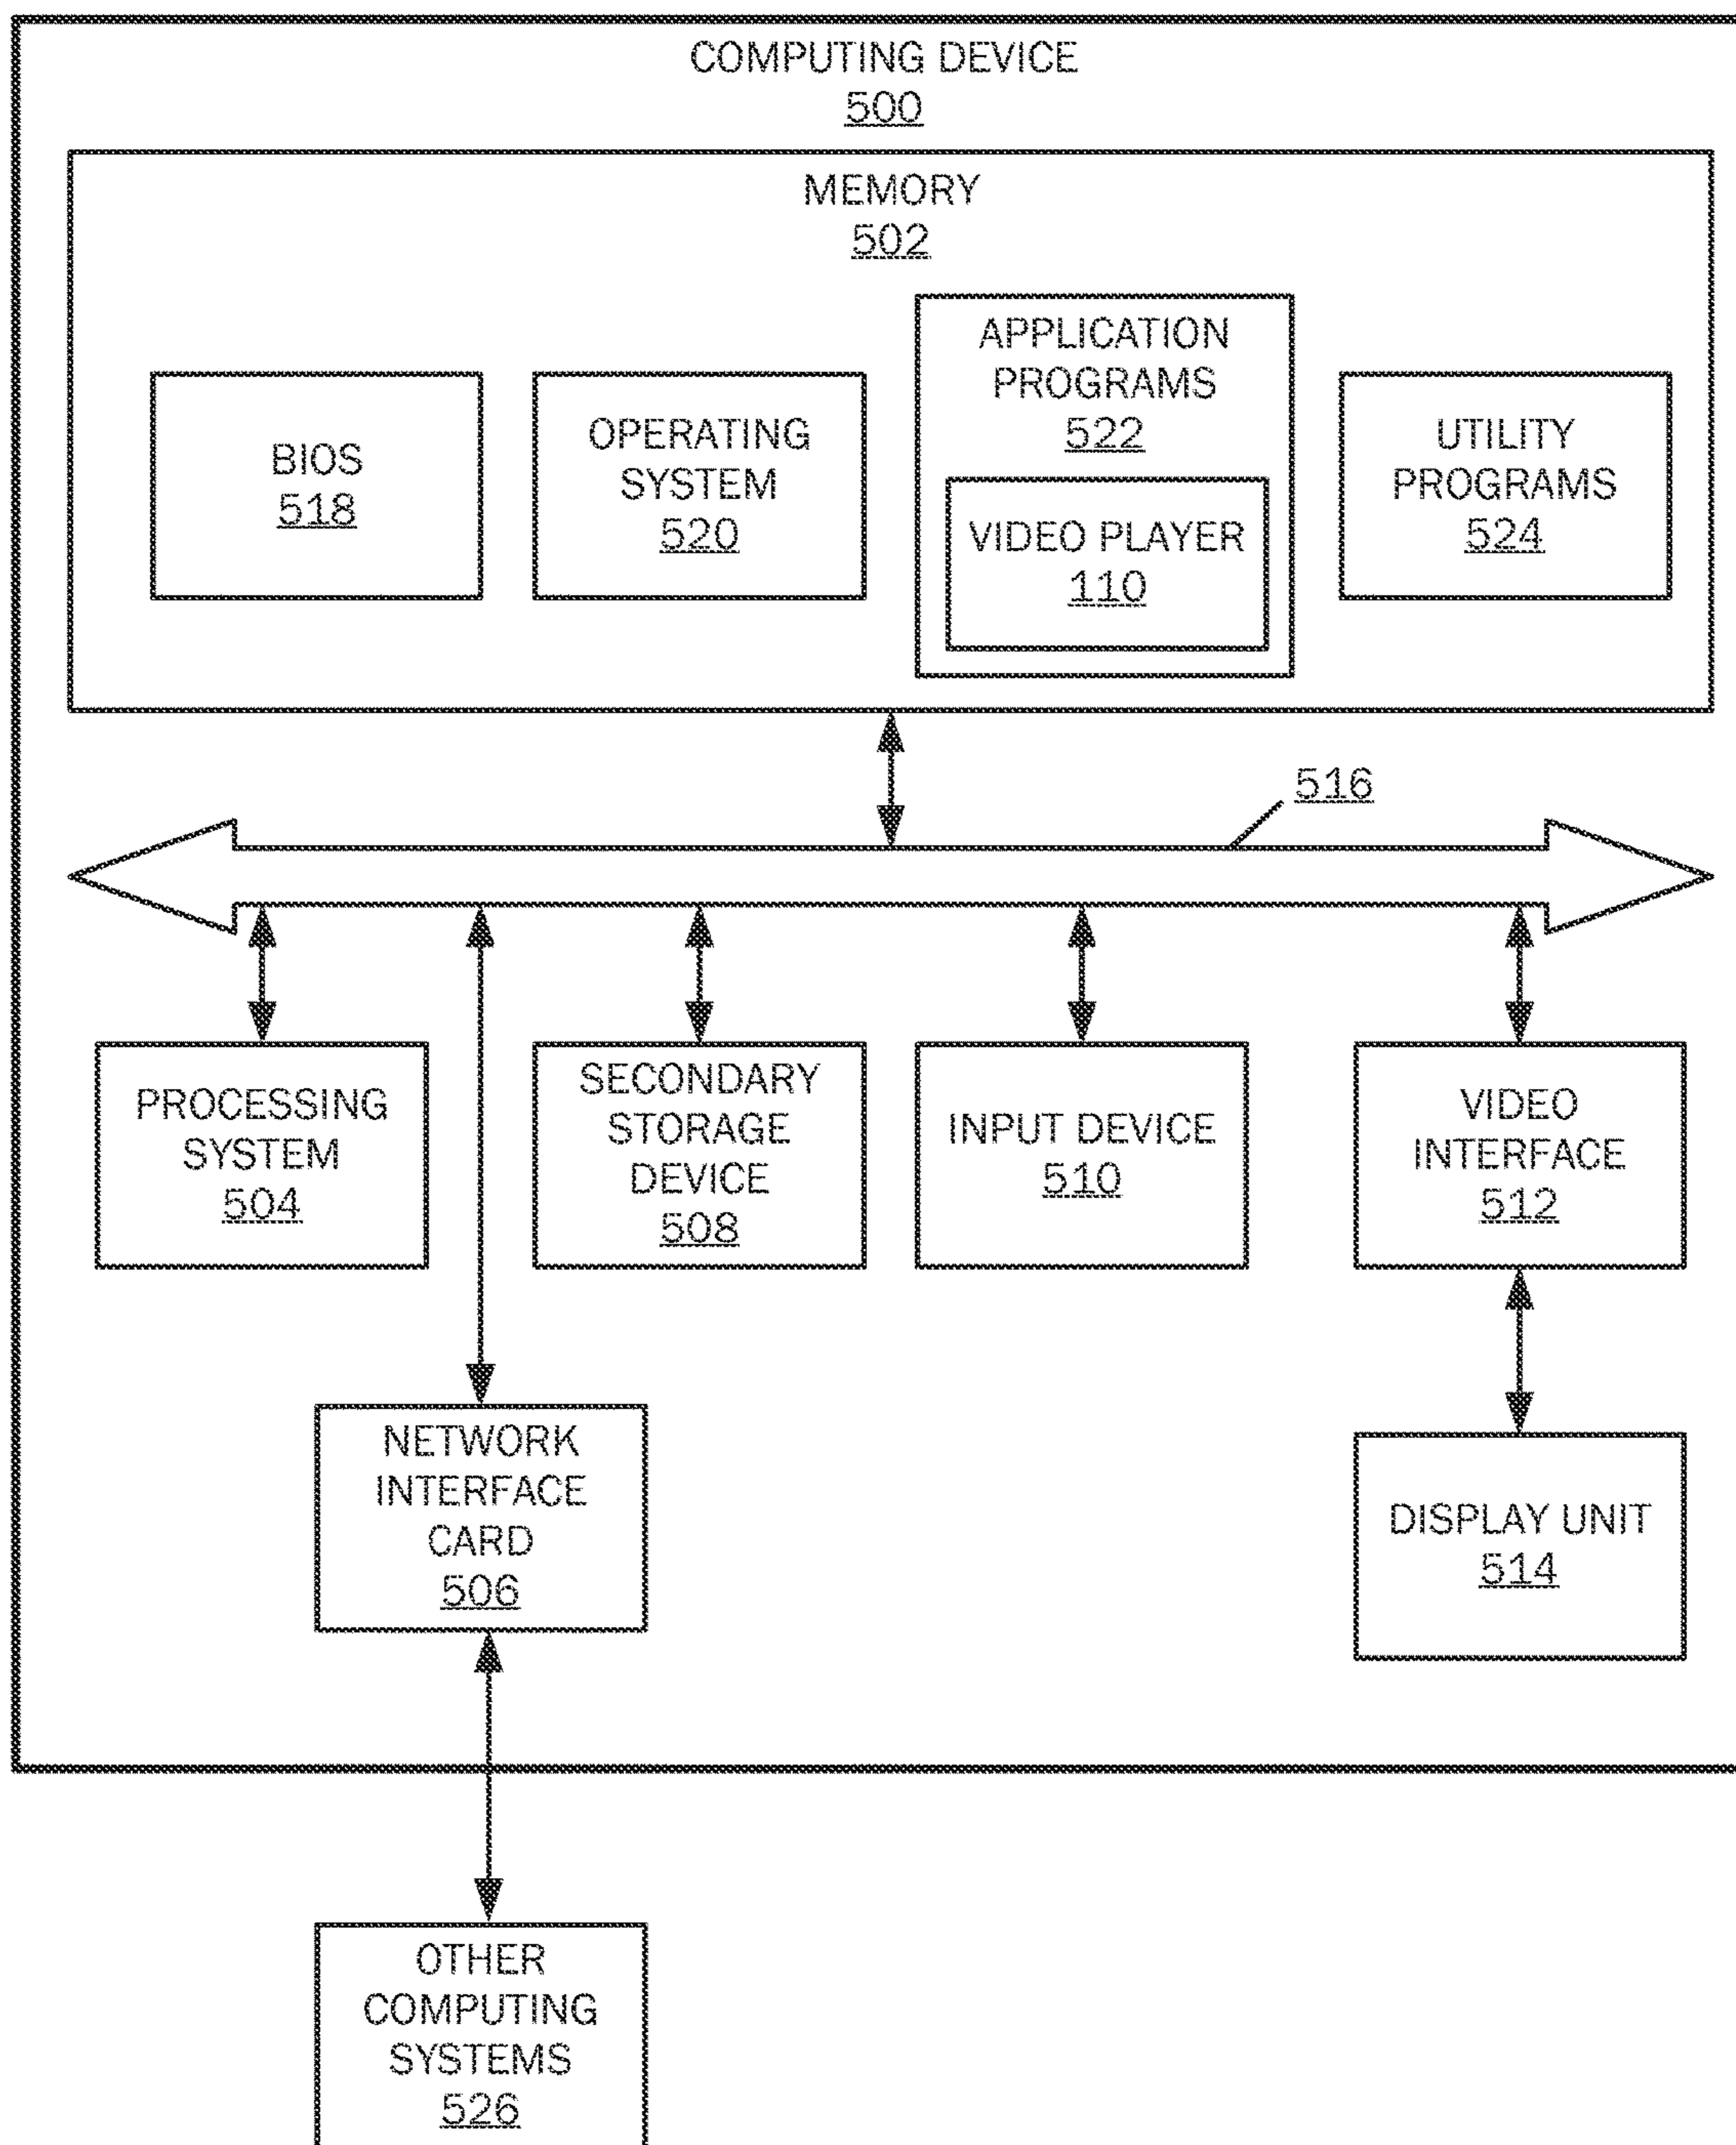 COMPUTING DEVICE
500
MEMORY
502
BIOS
518
OPERATING
SYSTEM
520
APPLICATION
PROGRAMS
522
VIDEO PLAYER
110
UTILITY
PROGRAMS
524
516
PROCESSING
SYSTEM
504
SECONDARY
STORAGE
DEVICE
508
INPUT DEVICE
510
VIDEO
INTERFACE
512
NETWORK
INTERFACE
CARD
506
DISPLAY UNIT
514
OTHER
COMPUTING
SYSTEMS
526